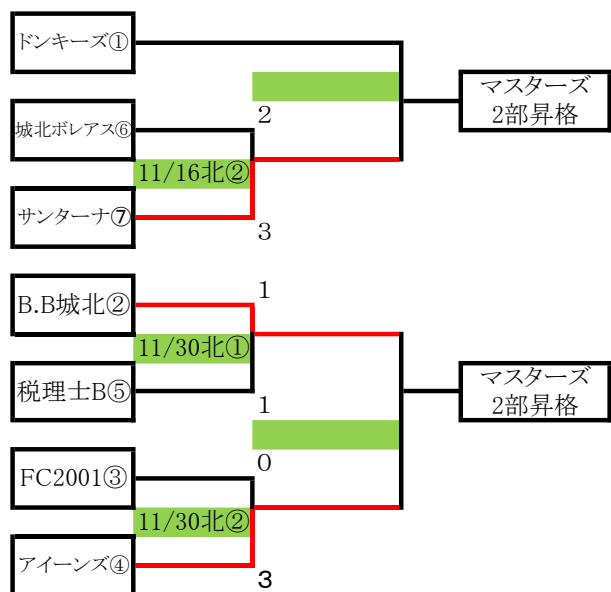 ドンキーズ①
マスターズ
2部昇格
2
城北ボレアス⑥
11/16北②
サンターナ⑦
3
B.B城北②
1
11/30北①
税理士B⑤
マスターズ
2部昇格
1
0
FC2001③
11/30北②
アイーンズ④
3